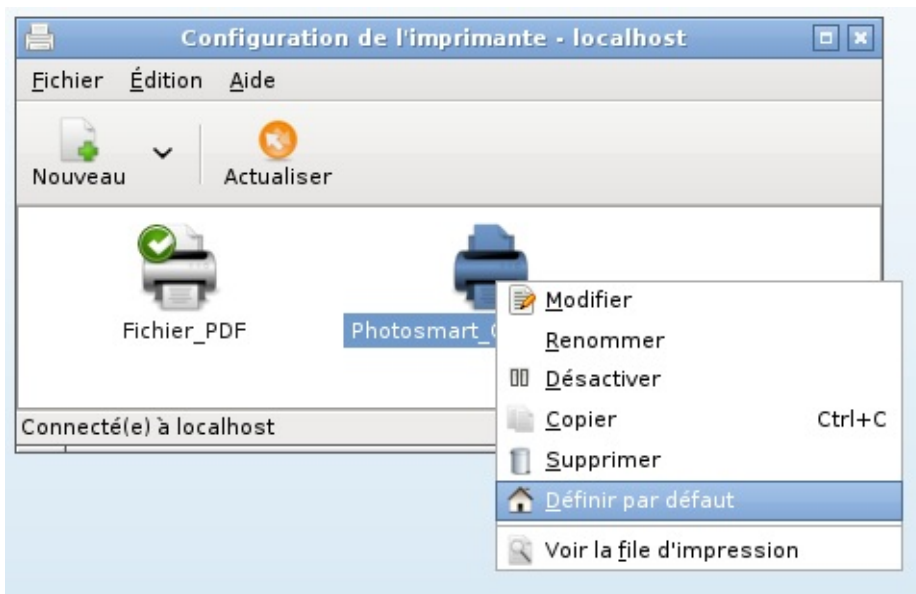 Configuration de l'imprimante - localhost
Fichier Édition Aide
Nouveau Actualiser
Fichier_PDF Photosmart_
Modifier
Renommer
Désactiver
Copier Ctrl+C
Supprimer
Définir par défaut
Voir la file d'impression
Connecté(e) à localhost